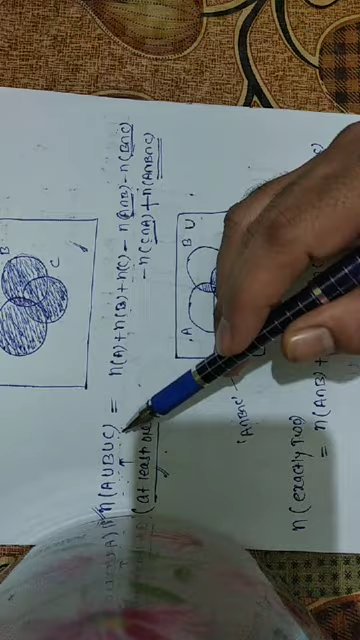 B
C
n(A∪B∪C) = n(A)+n(B)+n(C) - n(A∩B) - n(B∩C)
- n(C∩A) + n(A∩B∩C)
(at least one
A
B
U
'A∩B∩C'
n(exactly two)
= n(A∩B) +